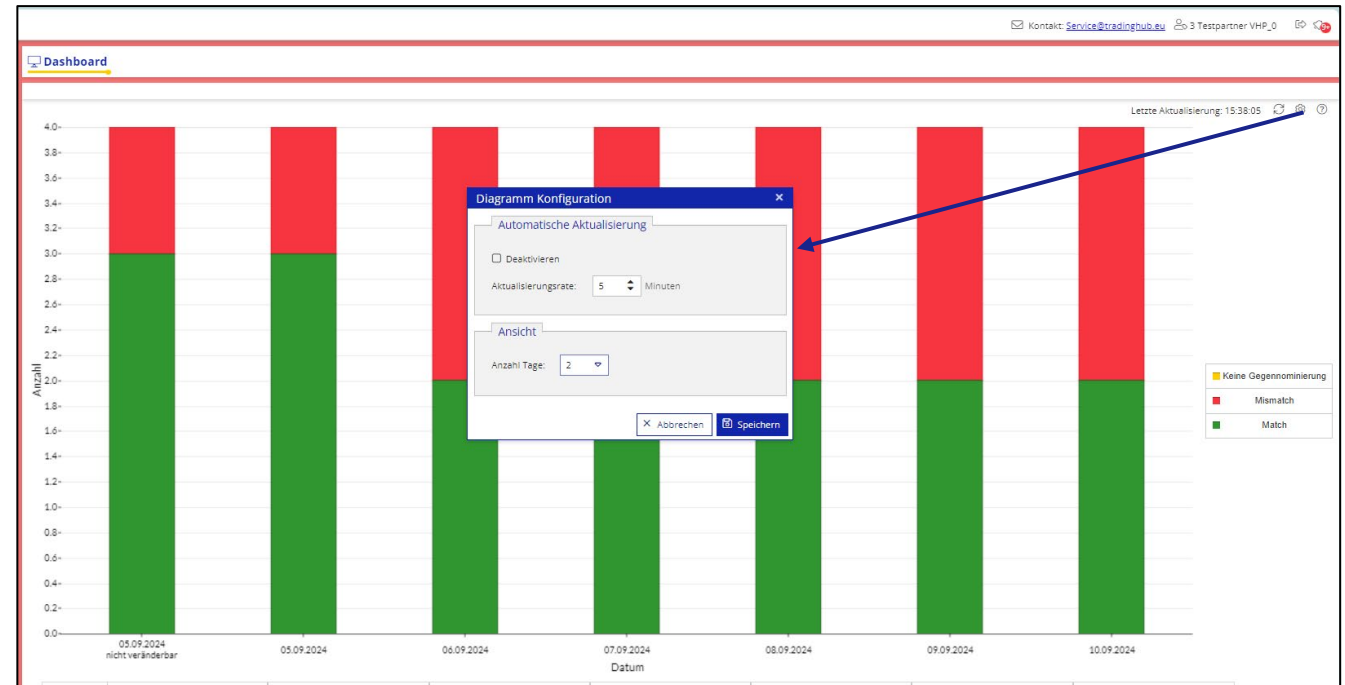 Kontakt: Service@tradinghub.eu 3 Testpartner VHP_0 9+
Dashboard
Letzte Aktualisierung: 15:38:05
4.0
3.8
3.6
3.4
3.2
3.0
2.8
2.6
2.4
2.2
2.0
1.8
1.6
1.4
1.2
1.0
0.8
0.6
0.4
0.2
0.0
Anzahl
Diagramm Konfiguration
Automatische Aktualisierung
Deaktivieren
Aktualisierungsrate: 5 Minuten
Ansicht
Anzahl Tage: 2
Abbrechen Speichern
Keine Gegennominierung
Mismatch
Match
05.09.2024 05.09.2024 06.09.2024 07.09.2024 08.09.2024 09.09.2024 10.09.2024
nicht veränderbar
Datum